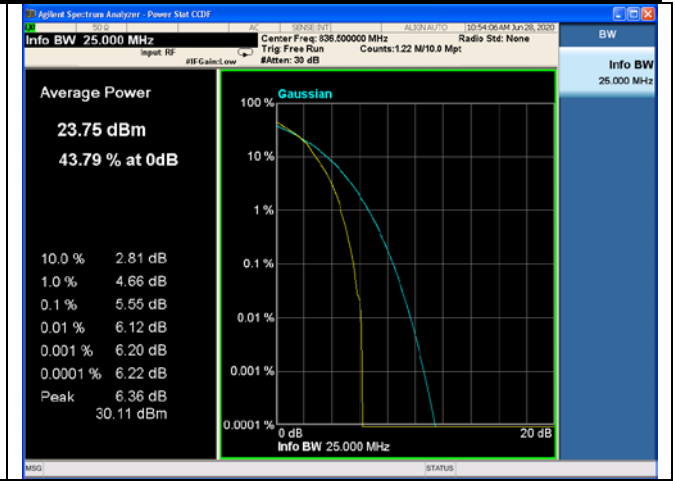 Agilent Spectrum Analyzer - Power Stat CCDF
50 Ω AC SENSE:INT ALIGN AUTO 10:54:06 AM Jun 28, 2020
Info BW 25.000 MHz Center Freq: 836.500000 MHz Radio Std: None
Input: RF Trig: Free Run Counts:1.22 M/10.0 Mpt
#IFGain:Low #Atten: 30 dB
BW
Info BW
25.000 MHz
Average Power
23.75 dBm
43.79 % at 0dB
10.0 % 2.81 dB
1.0 % 4.66 dB
0.1 % 5.55 dB
0.01 % 6.12 dB
0.001 % 6.20 dB
0.0001 % 6.22 dB
Peak 6.36 dB
30.11 dBm
Gaussian
100 %
10 %
1 %
0.1 %
0.01 %
0.001 %
0.0001 %
0 dB 20 dB
Info BW 25.000 MHz
MSG STATUS